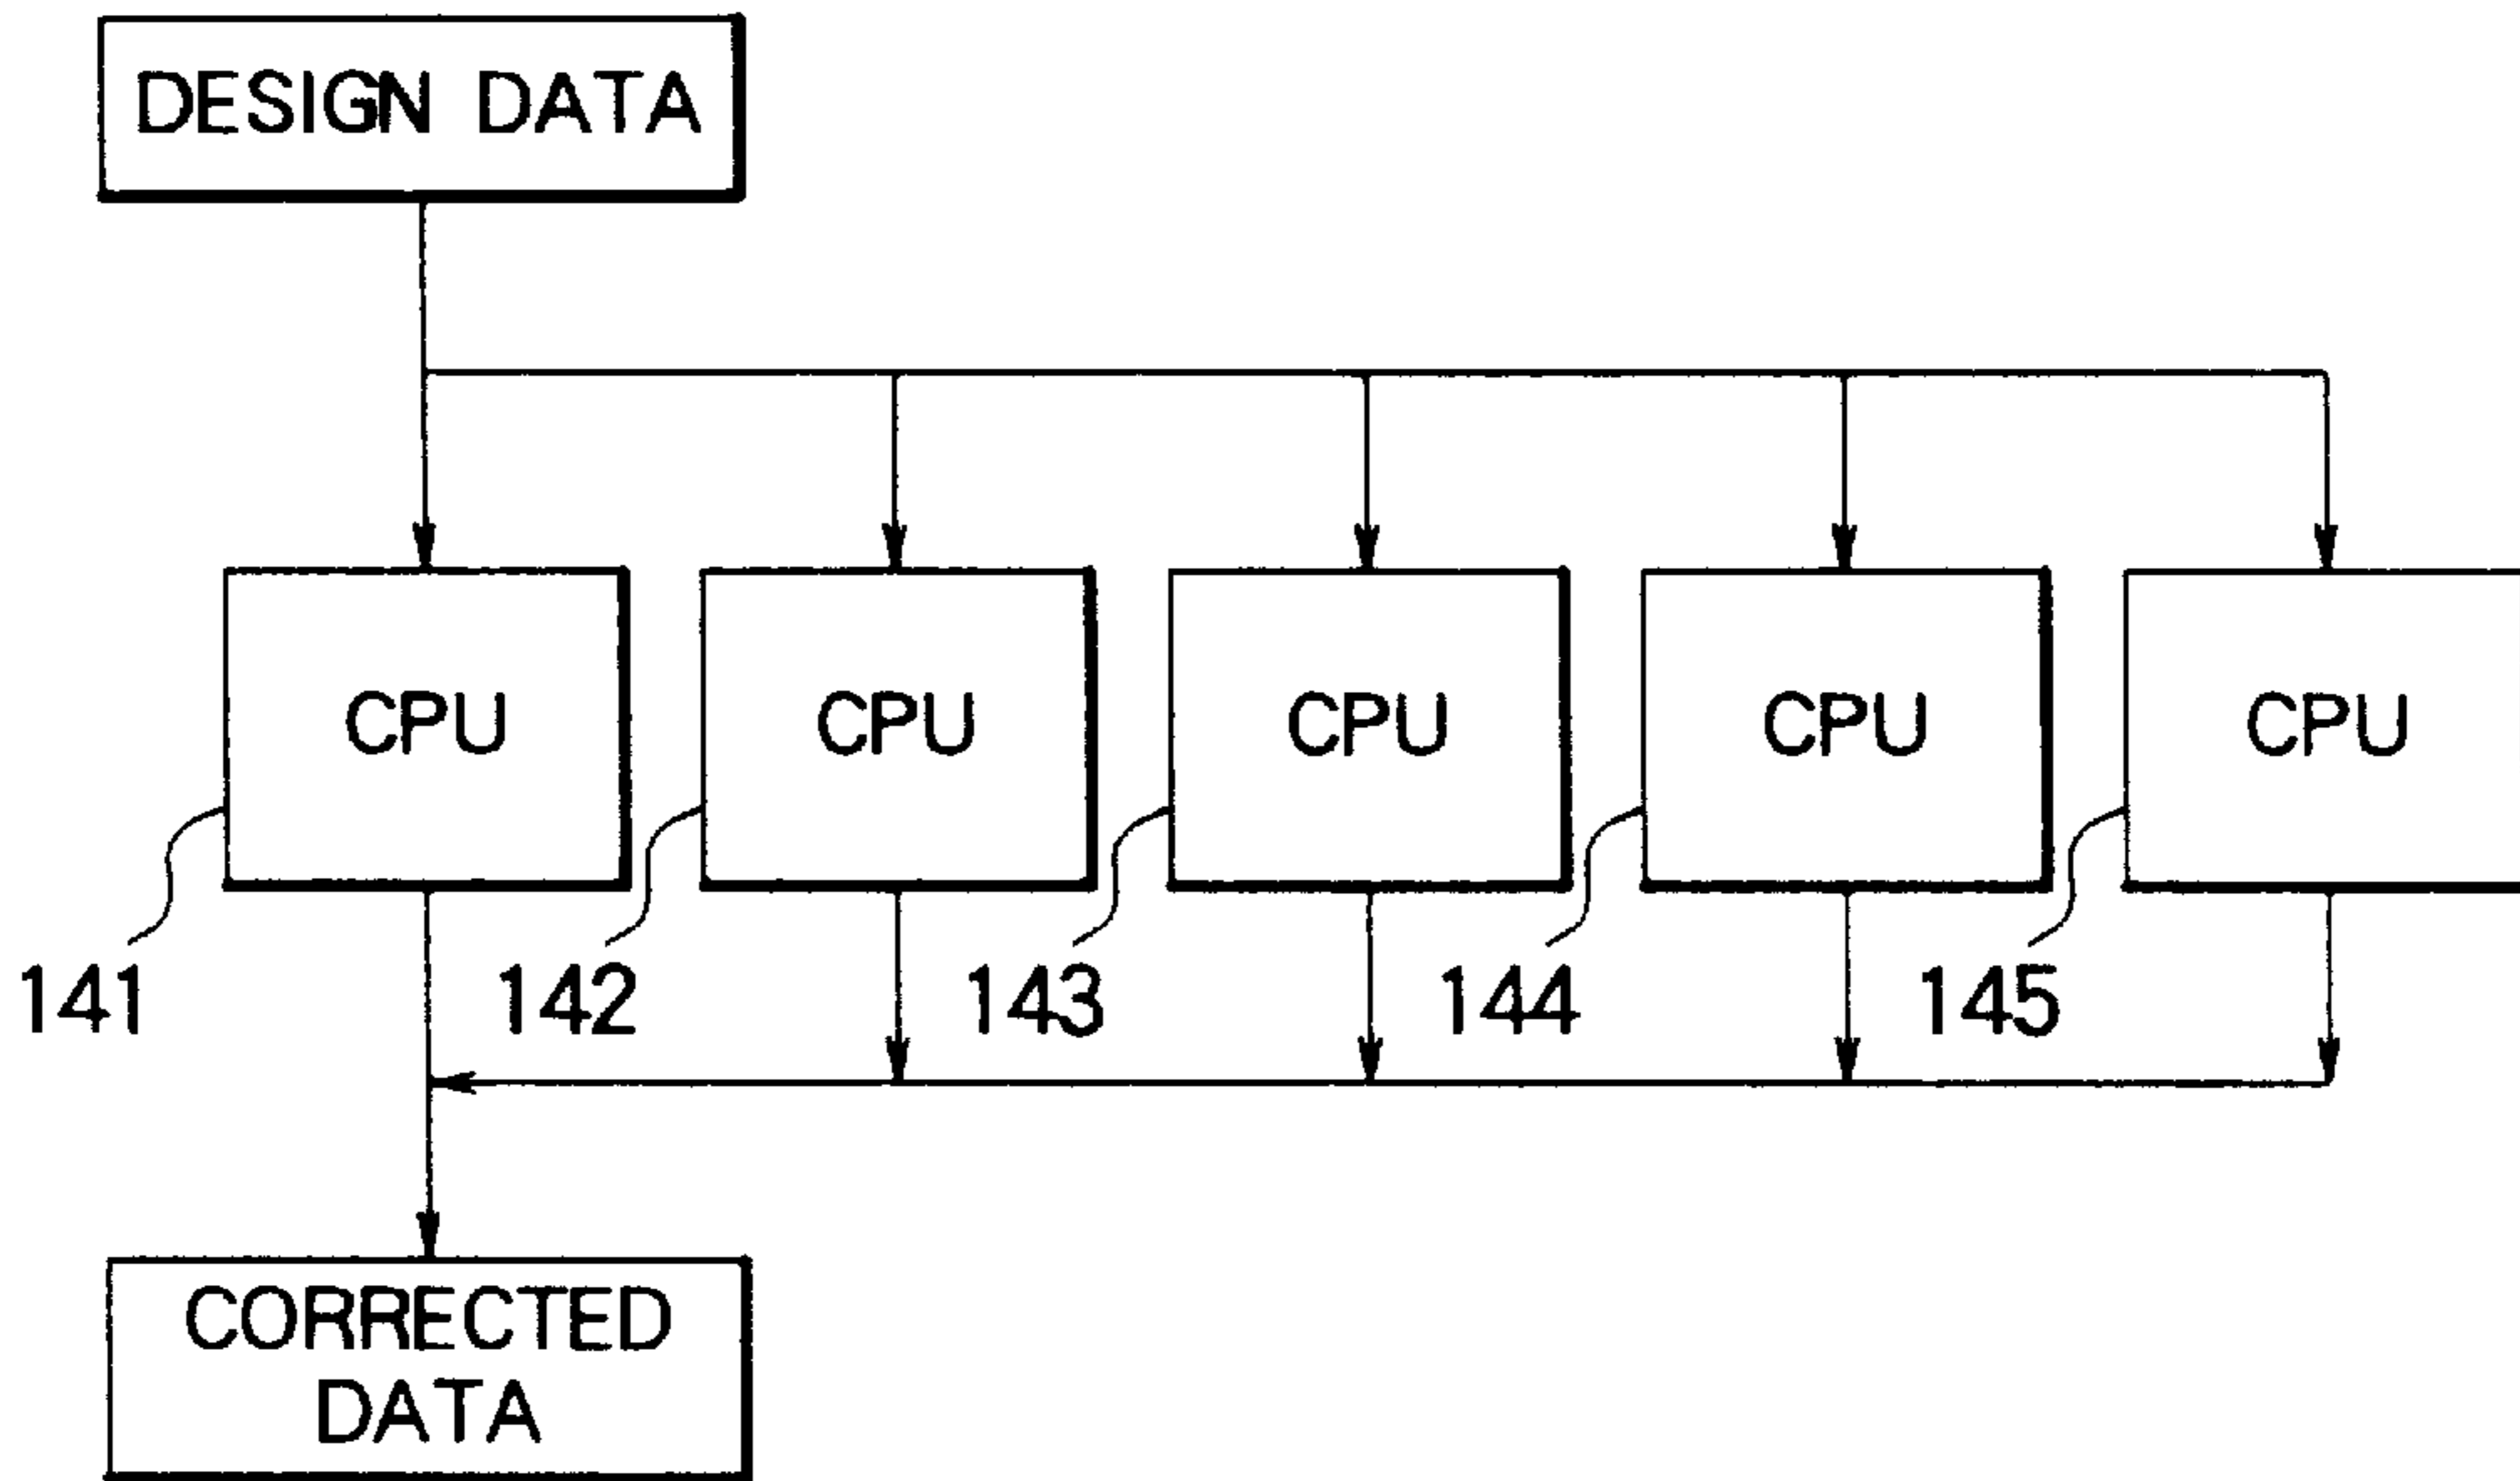 DESIGN DATA
CPU CPU CPU CPU CPU
141 142 143 144 145
CORRECTED
DATA